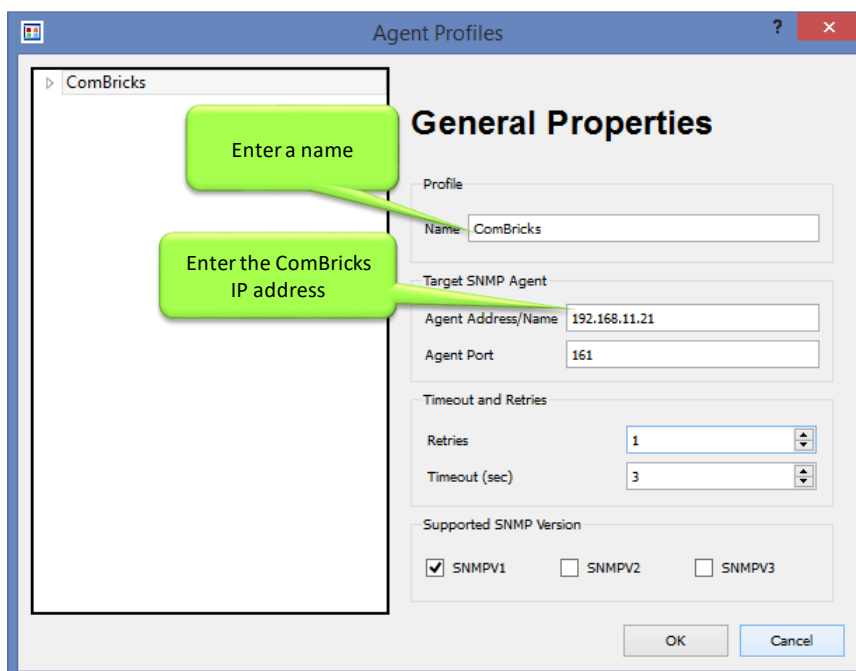 Agent Profiles
?
ComBricks
General Properties
Enter a name
Profile
Name ComBricks
Enter the ComBricks
IP address
Target SNMP Agent
Agent Address/Name 192.168.11.21
Agent Port 161
Timeout and Retries
Retries 1
Timeout (sec) 3
Supported SNMP Version
SNMPV1 SNMPV2 SNMPV3
OK Cancel